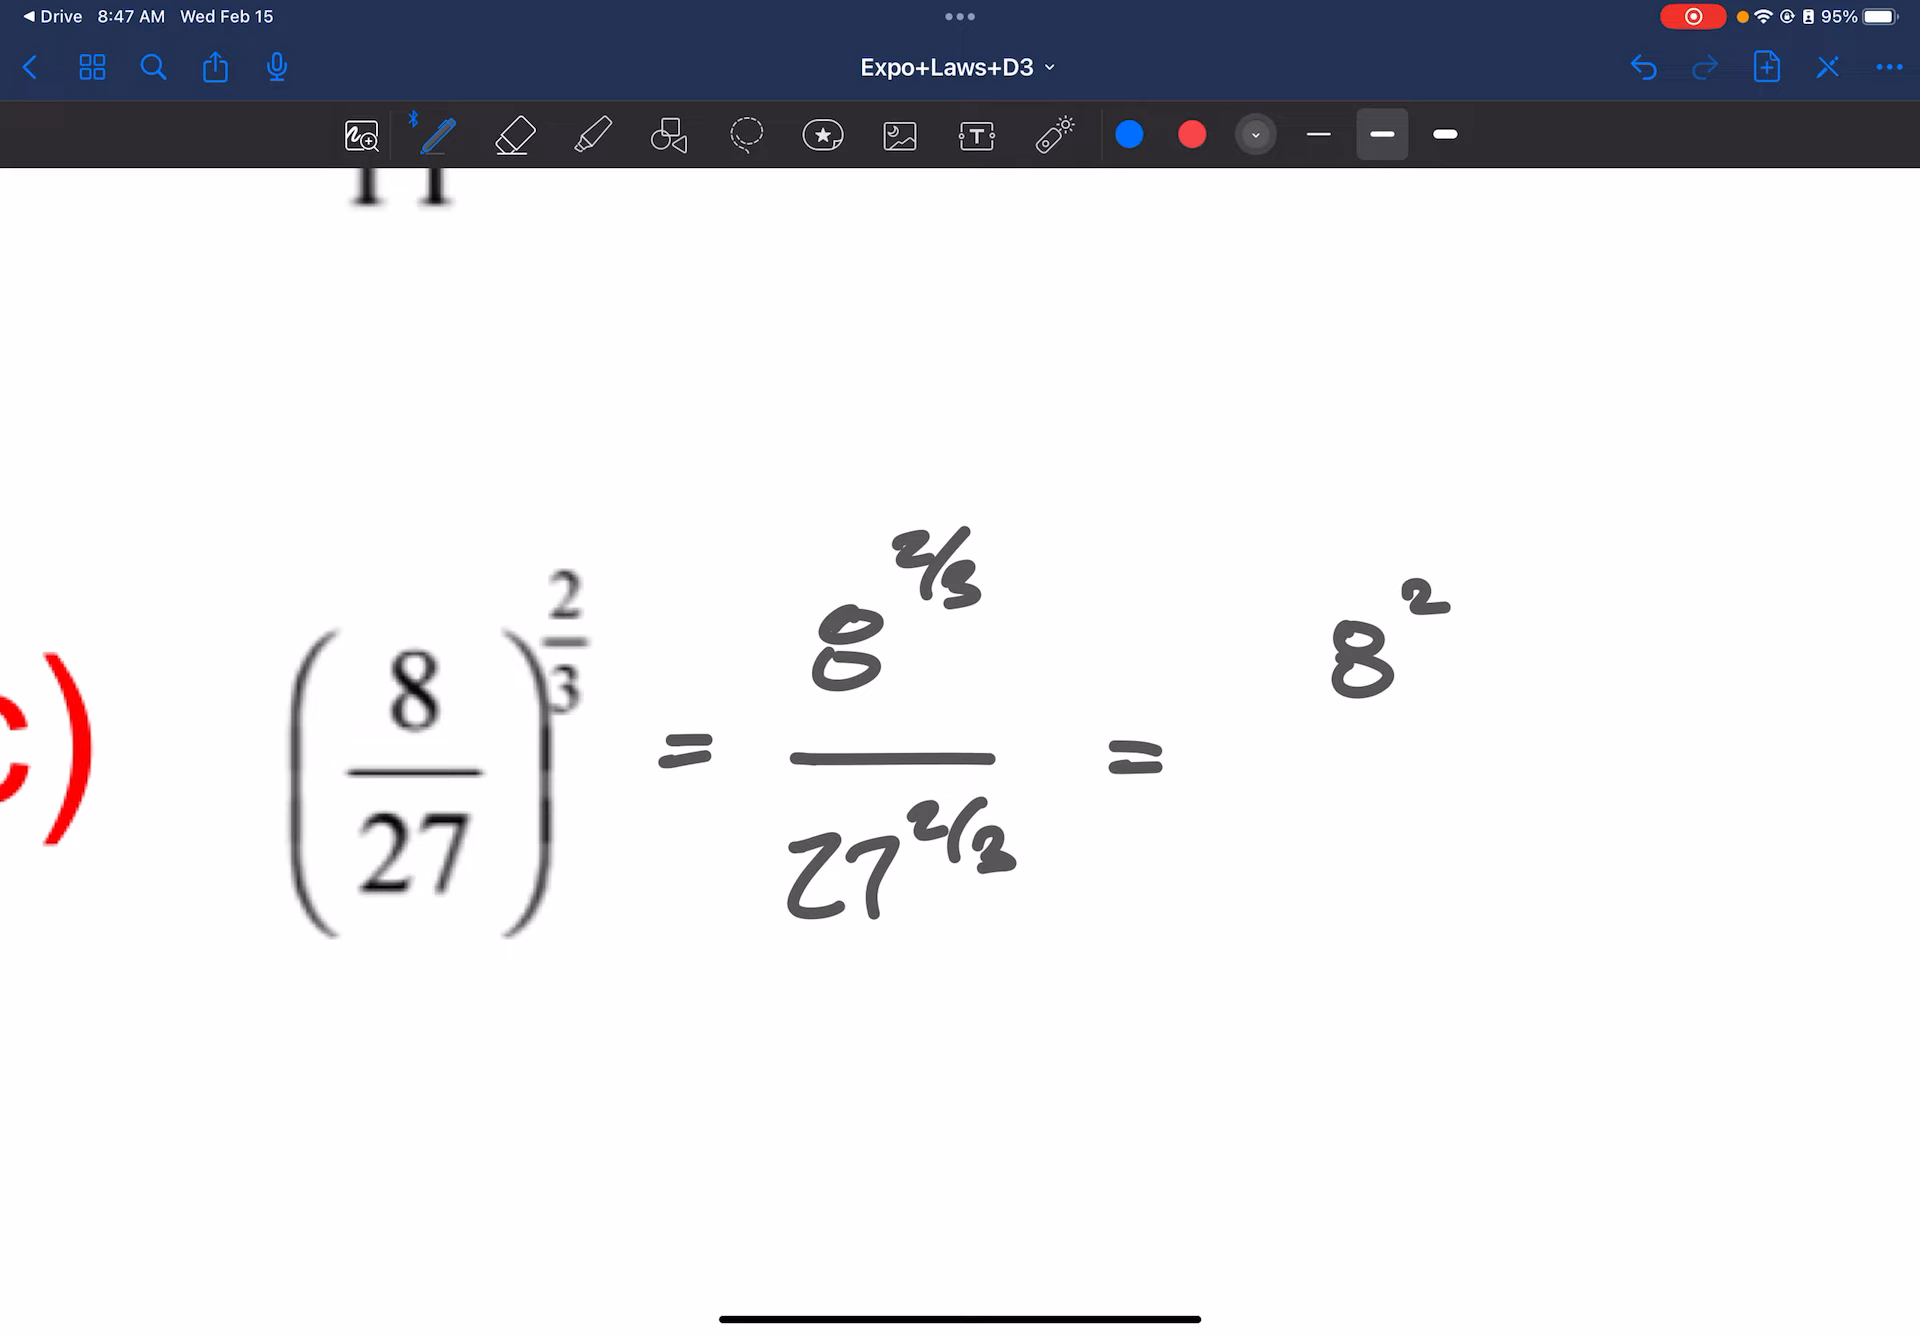 Drive 8:47 AM Wed Feb 15 95%
Expo+Laws+D3
T
c) (8/27)^(2/3) = 8^(2/3) / 27^(2/3) = 8^2